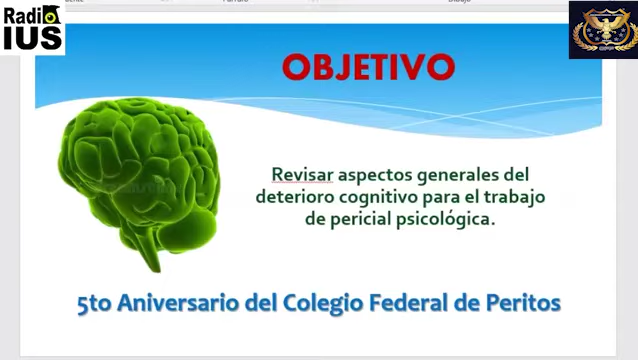 Radio
IUS
OBJETIVO
Revisar aspectos generales del
deterioro cognitivo para el trabajo
de pericial psicológica.
5to Aniversario del Colegio Federal de Peritos